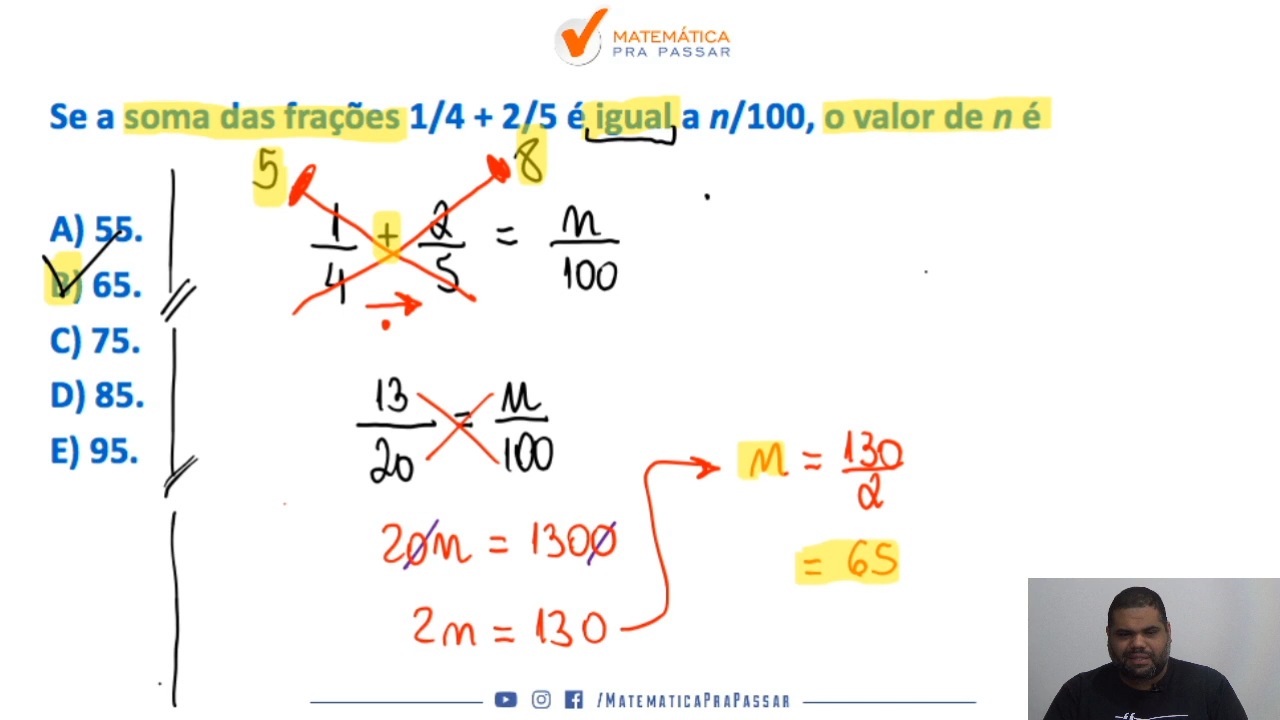 MATEMÁTICA
PRA PASSAR
Se a soma das frações 1/4 + 2/5 é igual a n/100, o valor de n é
5 8
A) 55.
B) 65.
C) 75.
D) 85.
E) 95.
1/4 + 2/5 = n/100
13/20 = n/100
20n = 1300
2n = 130
n = 130/2
= 65
/MATEMATICAPRAPASSAR